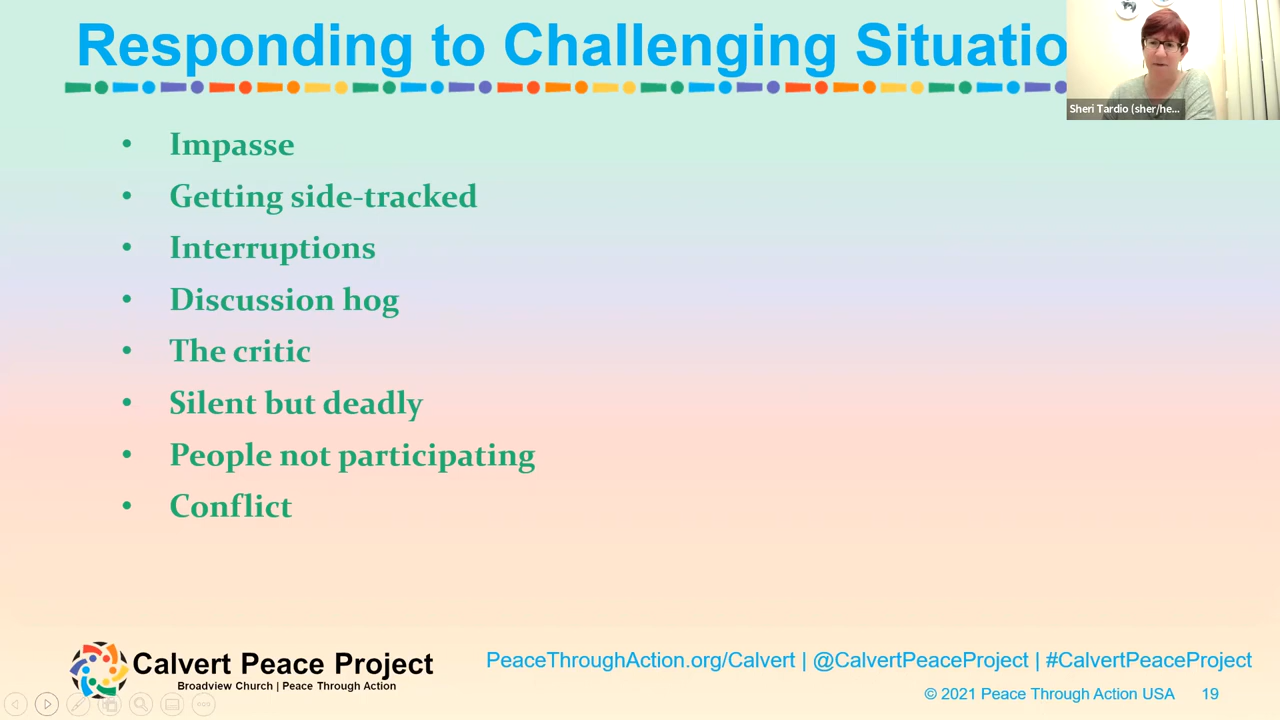 Responding to Challenging Situatio
Sheri Tardio (sher/he...
• Impasse
• Getting side-tracked
• Interruptions
• Discussion hog
• The critic
• Silent but deadly
• People not participating
• Conflict
Calvert Peace Project
Broadview Church | Peace Through Action
PeaceThroughAction.org/Calvert | @CalvertPeaceProject | #CalvertPeaceProject
© 2021 Peace Through Action USA 19